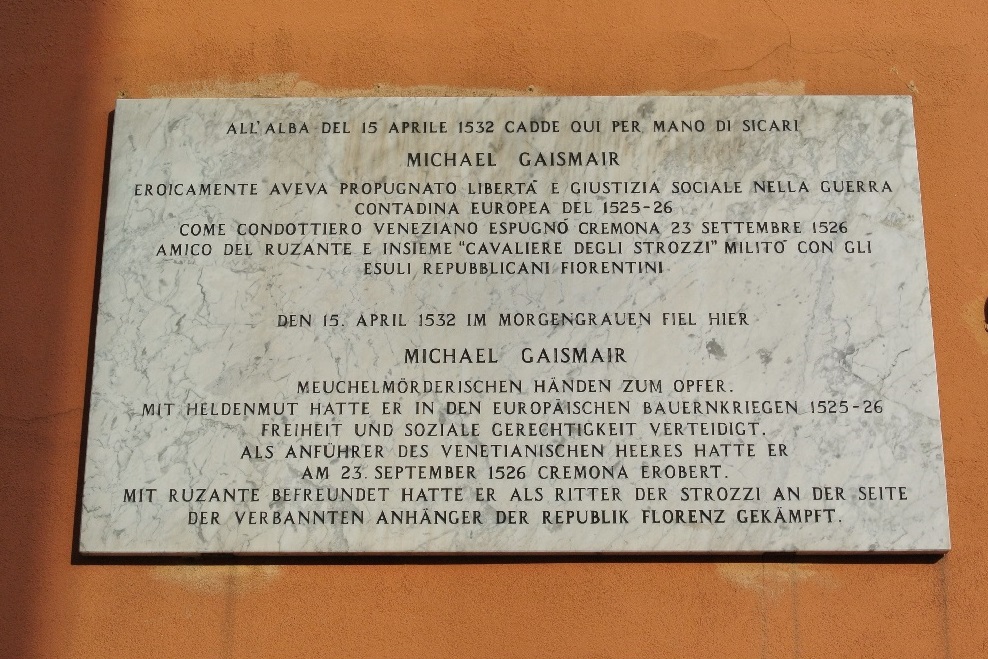 ALL'ALBA DEL 15 APRILE 1532 CADDE QUI PER MANO DI SICARI
MICHAEL GAISMAIR
EROICAMENTE AVEVA PROPUGNATO LIBERTÀ E GIUSTIZIA SOCIALE NELLA GUERRA
CONTADINA EUROPEA DEL 1525-26
COME CONDOTTIERO VENEZIANO ESPUGNÓ CREMONA 23 SETTEMBRE 1526
AMICO DEL RUZANTE E INSIEME "CAVALIERE DEGLI STROZZI" MILITÒ CON GLI
ESULI REPUBBLICANI FIORENTINI
DEN 15. APRIL 1532 IM MORGENGRAUEN FIEL HIER
MICHAEL GAISMAIR
MEUCHELMÖRDERISCHEN HÄNDEN ZUM OPFER.
MIT HELDENMUT HATTE ER IN DEN EUROPÄISCHEN BAUERNKRIEGEN 1525-26
FREIHEIT UND SOZIALE GERECHTIGKEIT VERTEIDIGT.
ALS ANFÜHRER DES VENETIANISCHEN HEERES HATTE ER
AM 23. SEPTEMBER 1526 CREMONA EROBERT.
MIT RUZANTE BEFREUNDET HATTE ER ALS RITTER DER STROZZI AN DER SEITE
DER VERBANNTEN ANHÄNGER DER REPUBLIK FLORENZ GEKÄMPFT.